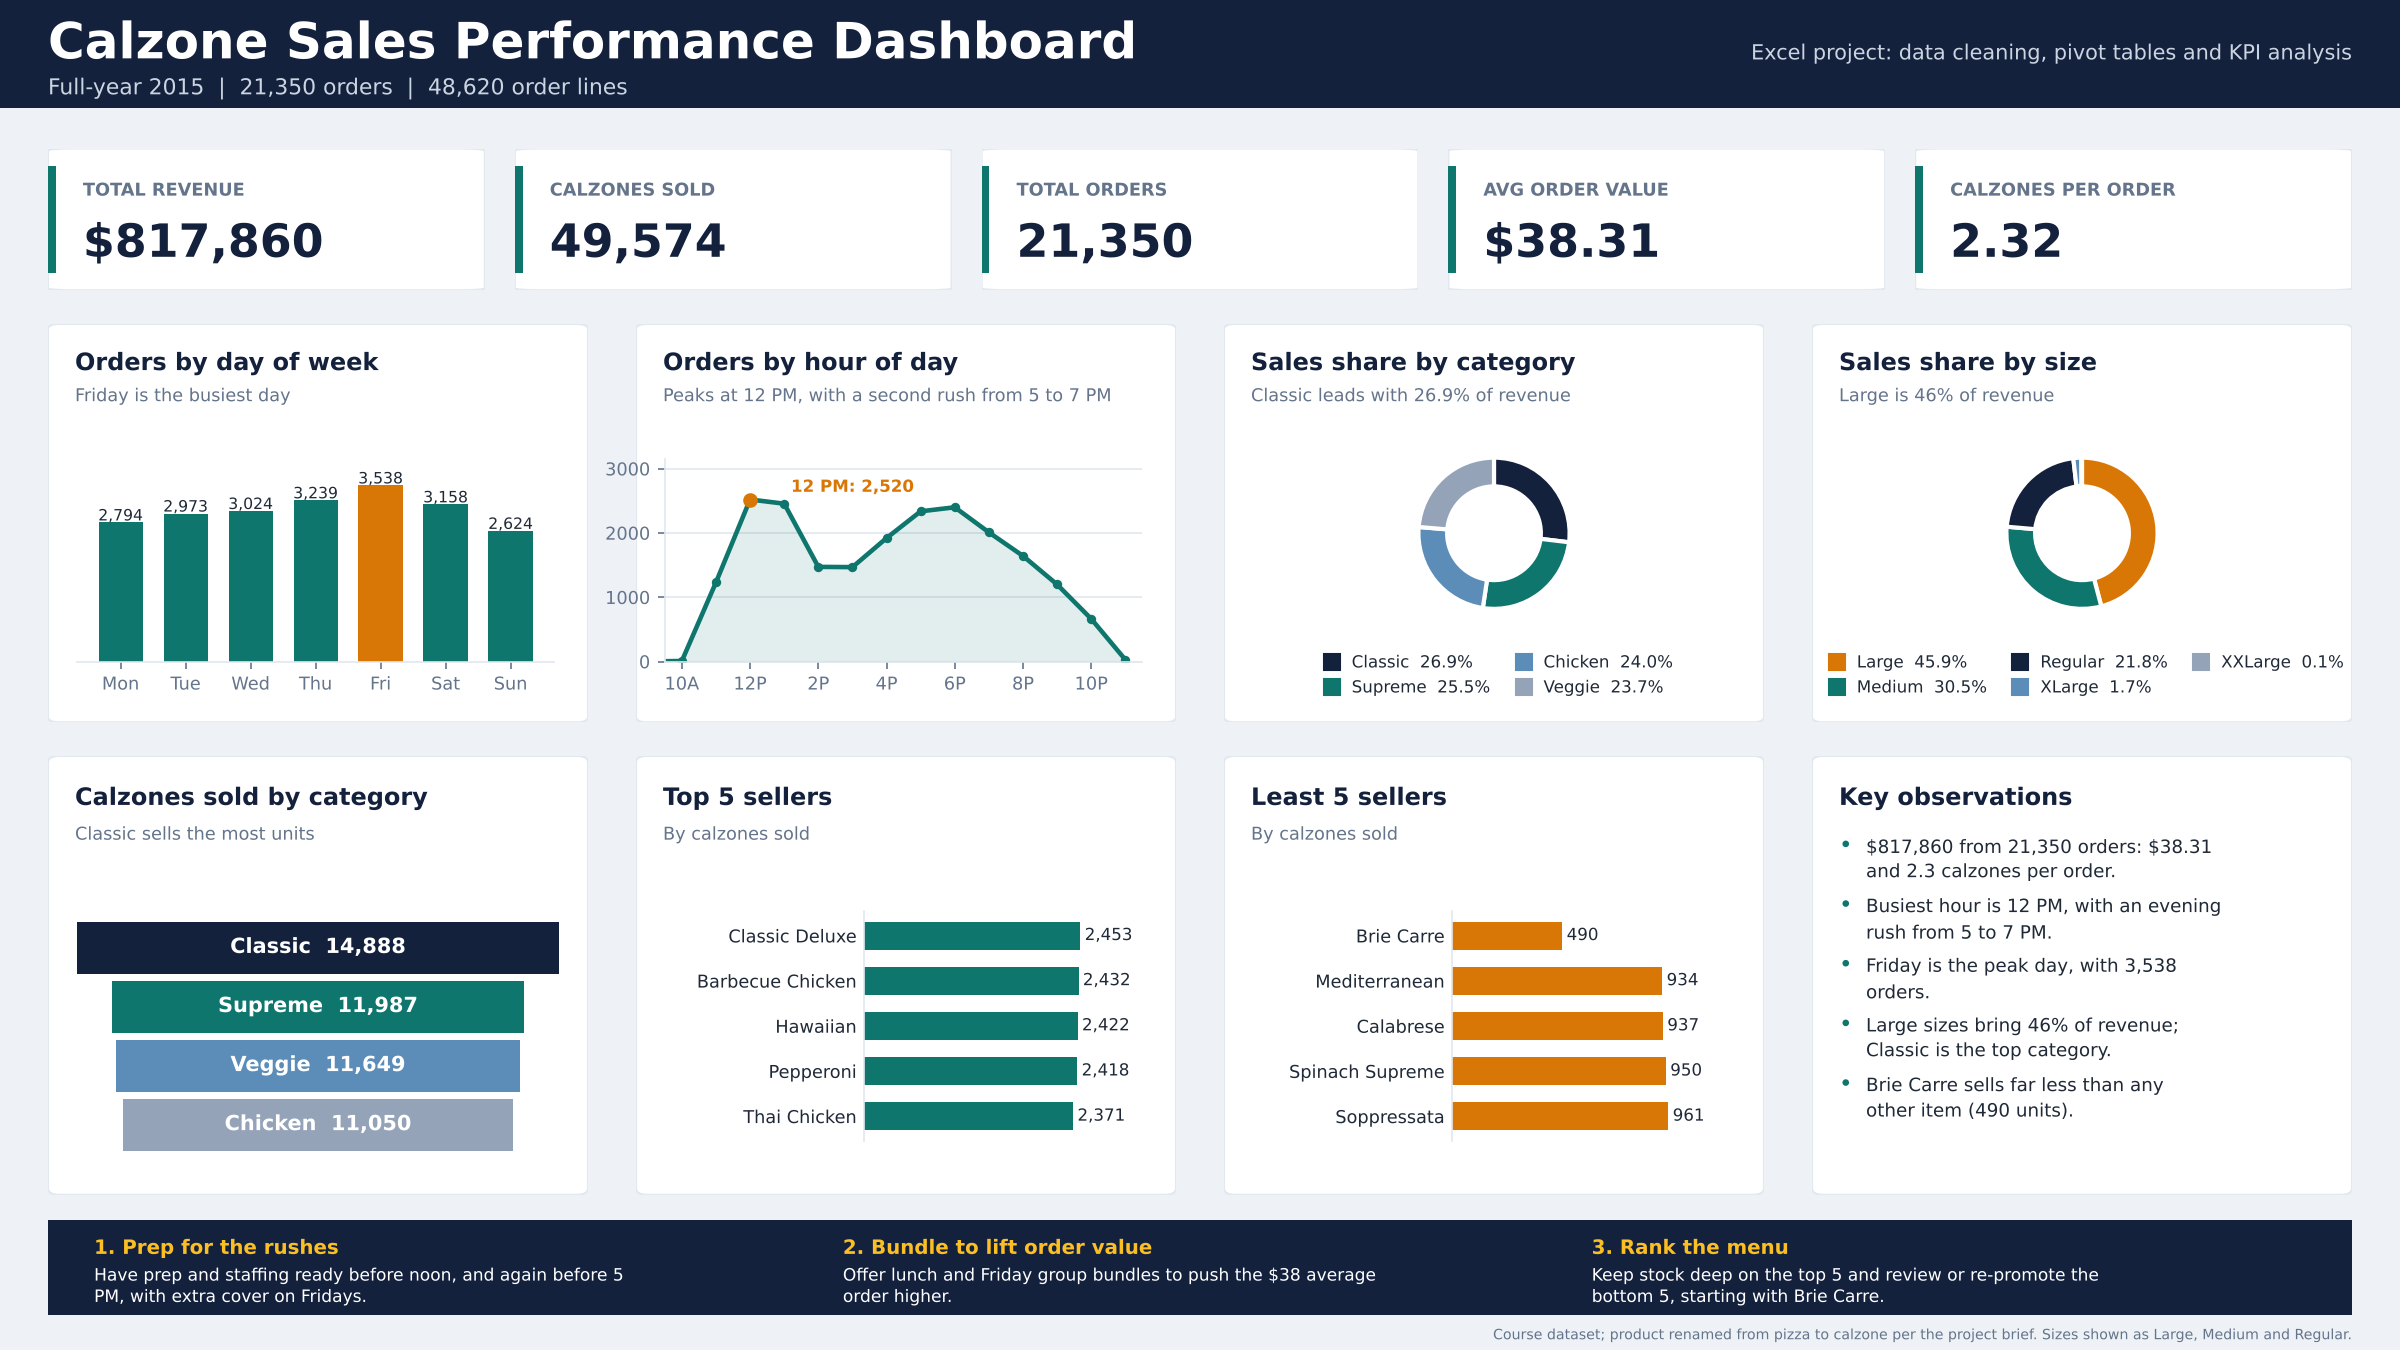 Calzone Sales Performance Dashboard
Full-year 2015 | 21,350 orders | 48,620 order lines
Excel project: data cleaning, pivot tables and KPI analysis
TOTAL REVENUE
$817,860
CALZONES SOLD
49,574
TOTAL ORDERS
21,350
AVG ORDER VALUE
$38.31
CALZONES PER ORDER
2.32
Orders by day of week
Friday is the busiest day
2,794
2,973
3,024
3,239
3,538
3,158
2,624
Mon Tue Wed Thu Fri Sat Sun
Orders by hour of day
Peaks at 12 PM, with a second rush from 5 to 7 PM
3000
2000
1000
0
12 PM: 2,520
10A 12P 2P 4P 6P 8P 10P
Sales share by category
Classic leads with 26.9% of revenue
Classic 26.9% Chicken 24.0%
Supreme 25.5% Veggie 23.7%
Sales share by size
Large is 46% of revenue
Large 45.9% Regular 21.8% XXLarge 0.1%
Medium 30.5% XLarge 1.7%
Calzones sold by category
Classic sells the most units
Classic 14,888
Supreme 11,987
Veggie 11,649
Chicken 11,050
Top 5 sellers
By calzones sold
Classic Deluxe 2,453
Barbecue Chicken 2,432
Hawaiian 2,422
Pepperoni 2,418
Thai Chicken 2,371
Least 5 sellers
By calzones sold
Brie Carre 490
Mediterranean 934
Calabrese 937
Spinach Supreme 950
Soppressata 961
Key observations
• $817,860 from 21,350 orders: $38.31
and 2.3 calzones per order.
• Busiest hour is 12 PM, with an evening
rush from 5 to 7 PM.
• Friday is the peak day, with 3,538
orders.
• Large sizes bring 46% of revenue;
Classic is the top category.
• Brie Carre sells far less than any
other item (490 units).
1. Prep for the rushes
Have prep and staffing ready before noon, and again before 5
PM, with extra cover on Fridays.
2. Bundle to lift order value
Offer lunch and Friday group bundles to push the $38 average
order higher.
3. Rank the menu
Keep stock deep on the top 5 and review or re-promote the
bottom 5, starting with Brie Carre.
Course dataset; product renamed from pizza to calzone per the project brief. Sizes shown as Large, Medium and Regular.